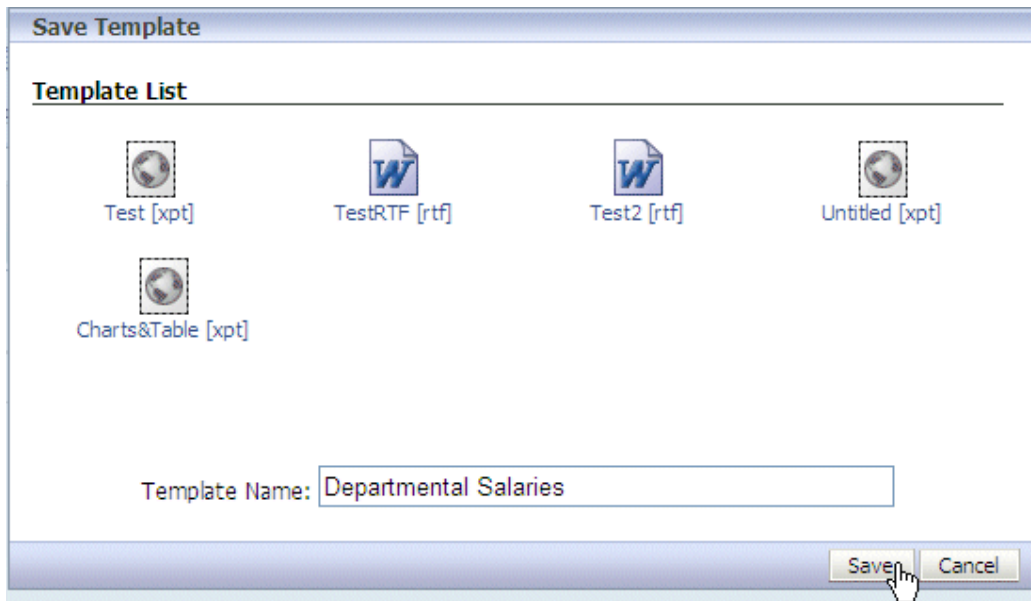 Save Template
Template List
Test [xpt]
TestRTF [rtf]
Test2 [rtf]
Untitled [xpt]
Charts&Table [xpt]
Template Name: Departmental Salaries
Save Cancel